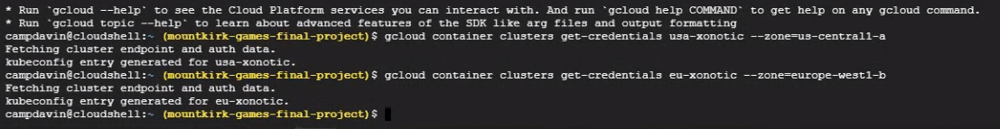 * Run `gcloud --help` to see the Cloud Platform services you can interact with. And run `gcloud help COMMAND` to get help on any gcloud command.
* Run `gcloud topic --help` to learn about advanced features of the SDK like arg files and output formatting
campdavin@cloudshell:~ (mountkirk-games-final-project)$ gcloud container clusters get-credentials usa-xonotic --zone=us-central1-a
Fetching cluster endpoint and auth data.
kubeconfig entry generated for usa-xonotic.
campdavin@cloudshell:~ (mountkirk-games-final-project)$ gcloud container clusters get-credentials eu-xonotic --zone=europe-west1-b
Fetching cluster endpoint and auth data.
kubeconfig entry generated for eu-xonotic.
campdavin@cloudshell:~ (mountkirk-games-final-project)$